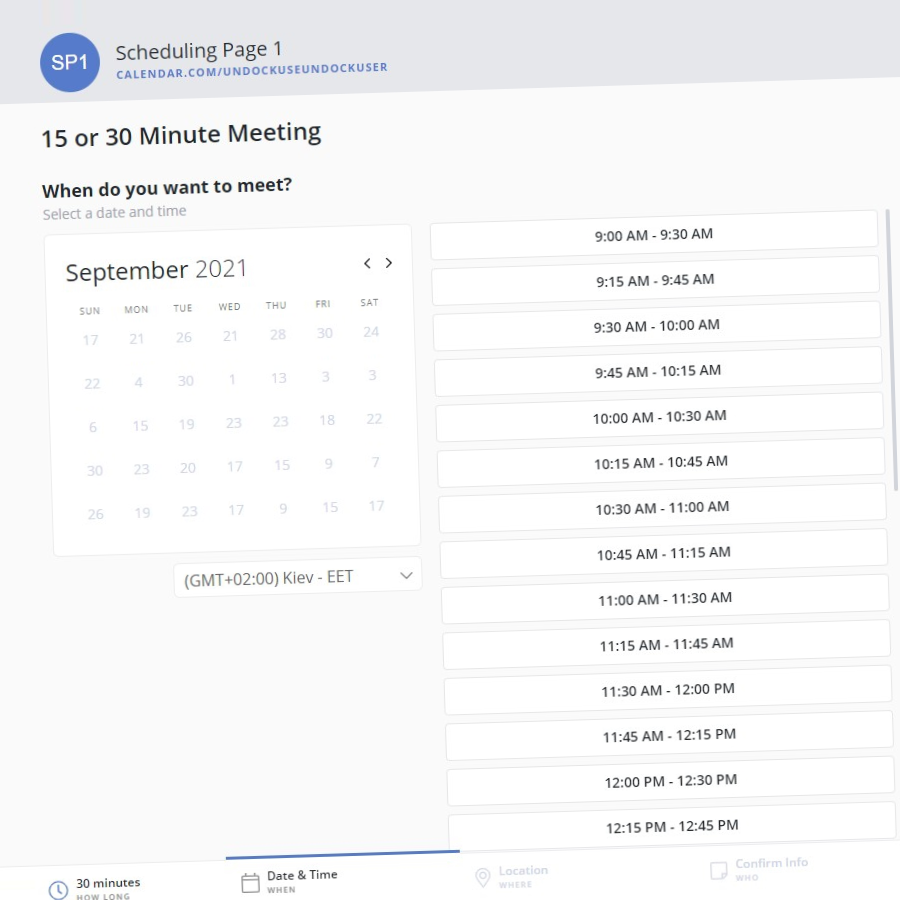 SP1
Scheduling Page 1
CALENDAR.COM/UNDOCKUSEUNDOCKUSER
15 or 30 Minute Meeting
When do you want to meet?
Select a date and time
September 2021
SUN MON TUE WED THU FRI SAT
17 21 26 21 28 30 24
22 4 30 1 13 3 3
6 15 19 23 23 18 22
30 23 20 17 15 9 7
26 19 23 17 9 15 17
(GMT+02:00) Kiev - EET
9:00 AM - 9:30 AM
9:15 AM - 9:45 AM
9:30 AM - 10:00 AM
9:45 AM - 10:15 AM
10:00 AM - 10:30 AM
10:15 AM - 10:45 AM
10:30 AM - 11:00 AM
10:45 AM - 11:15 AM
11:00 AM - 11:30 AM
11:15 AM - 11:45 AM
11:30 AM - 12:00 PM
11:45 AM - 12:15 PM
12:00 PM - 12:30 PM
12:15 PM - 12:45 PM
30 minutes
HOW LONG
Date & Time
WHEN
Location
WHERE
Confirm Info
WHO